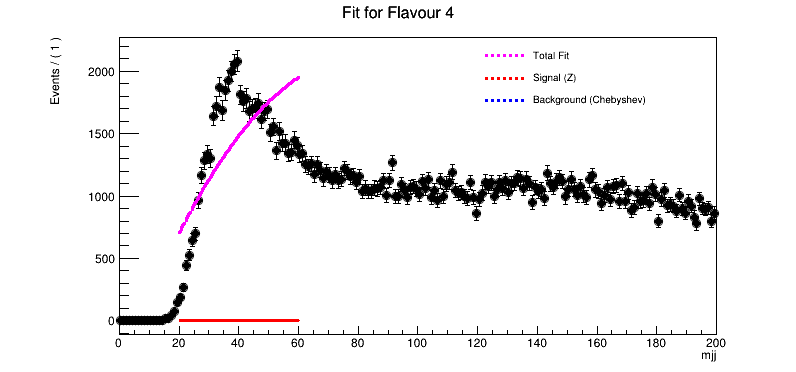 Fit for Flavour 4
Events / ( 1 )
Total Fit
Signal (Z)
Background (Chebyshev)
2000
1500
1000
500
0
0 20 40 60 80 100 120 140 160 180 200
mjj